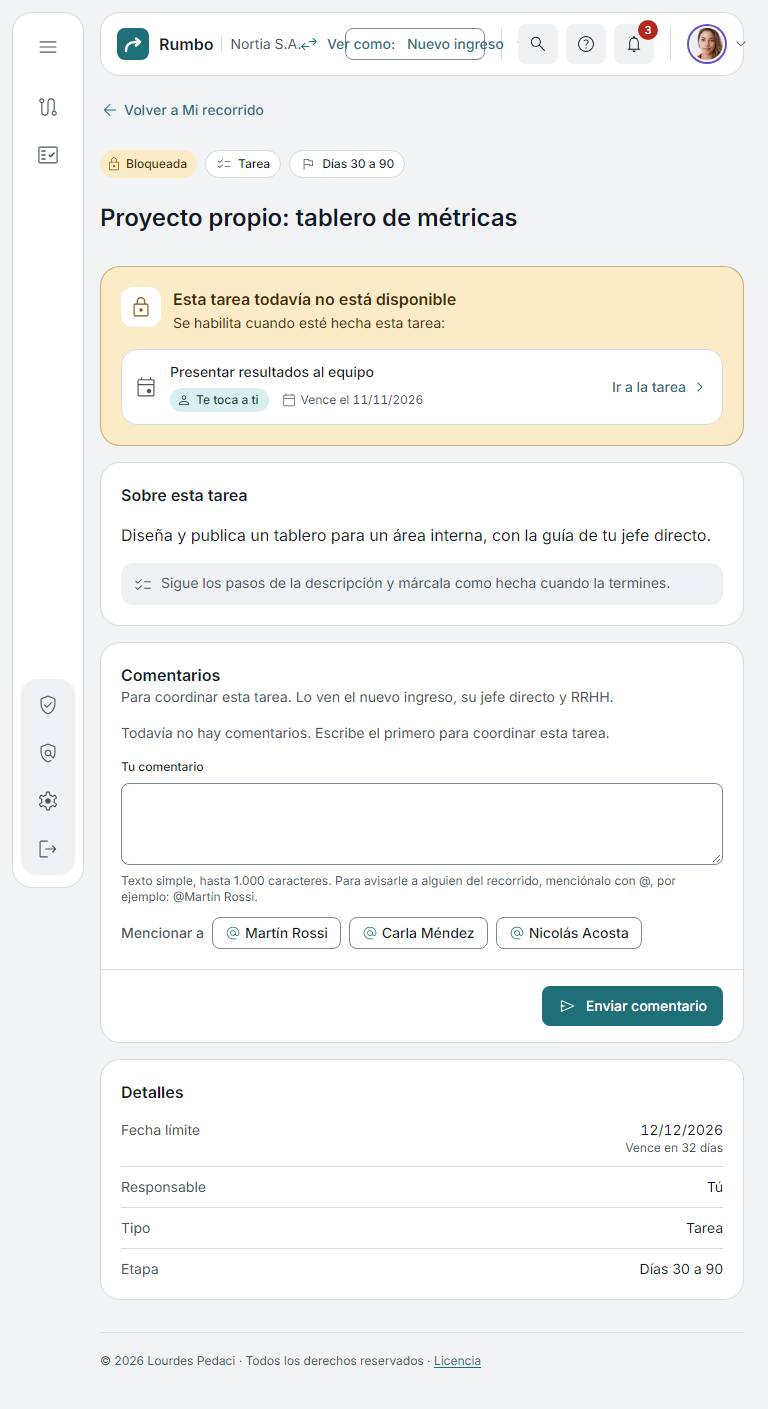 Rumbo
Nortia S.A.
Ver como: Nuevo ingreso
3
Volver a Mi recorrido
Bloqueada
Tarea
Días 30 a 90
Proyecto propio: tablero de métricas
Esta tarea todavía no está disponible
Se habilita cuando esté hecha esta tarea:
Presentar resultados al equipo
Te toca a ti
Vence el 11/11/2026
Ir a la tarea
Sobre esta tarea
Diseña y publica un tablero para un área interna, con la guía de tu jefe directo.
Sigue los pasos de la descripción y márcala como hecha cuando la termines.
Comentarios
Para coordinar esta tarea. Lo ven el nuevo ingreso, su jefe directo y RRHH.
Todavía no hay comentarios. Escribe el primero para coordinar esta tarea.
Tu comentario
Texto simple, hasta 1.000 caracteres. Para avisarle a alguien del recorrido, menciónalo con @, por
ejemplo: @Martín Rossi.
Mencionar a
@ Martín Rossi
@ Carla Méndez
@ Nicolás Acosta
Enviar comentario
Detalles
Fecha límite
12/12/2026
Vence en 32 días
Responsable
Tú
Tipo
Tarea
Etapa
Días 30 a 90
© 2026 Lourdes Pedaci · Todos los derechos reservados · Licencia